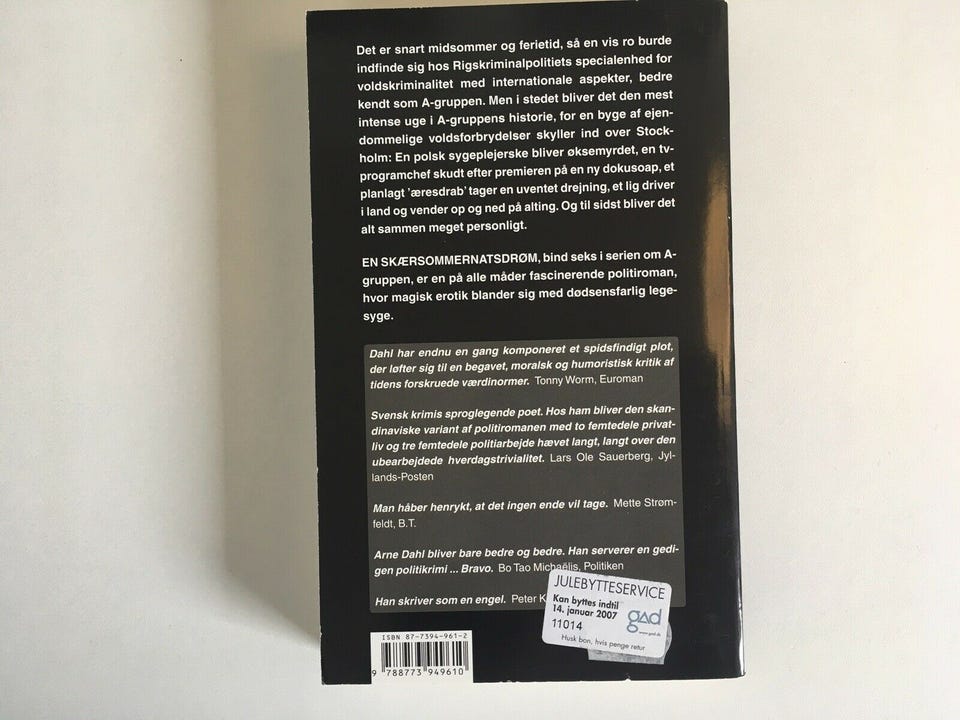 Det er snart midsommer og ferietid, så en vis ro burde
indfinde sig hos Rigskriminalpolitiets specialenhed for
voldskriminalitet med internationale aspekter, bedre
kendt som A-gruppen. Men i stedet bliver det den mest
intense uge i A-gruppens historie, for en byge af ejen-
dommelige voldsforbrydelser skyller ind over Stock-
holm: En polsk sygeplejerske bliver øksemyrdet, en tv-
programchef skudt efter premieren på en ny dokusoap, et
planlagt 'æresdrab' tager en uventet drejning, et lig driver
i land og vender op og ned på alting. Og til sidst bliver det
alt sammen meget personligt.
EN SKÆRSOMMERNATSDRØM, bind seks i serien om A-
gruppen, er en på alle måder fascinerende politiroman,
hvor magisk erotik blander sig med dødsensfarlig lege-
syge.
Dahl har endnu en gang komponeret et spidsfindigt plot,
der løfter sig til en begavet, moralsk og humoristisk kritik af
tidens forskruede værdinormer. Tonny Worm, Euroman
Svensk krimis sproglegende poet. Hos ham bliver den skan-
dinaviske variant af politiromanen med to femtedele privat-
liv og tre femtedele politiarbejde hævet langt, langt over den
ubearbejdede hverdagstrivialitet. Lars Ole Sauerberg, Jyl-
lands-Posten
Man håber henrykt, at det ingen ende vil tage. Mette Strøm-
feldt, B.T.
Arne Dahl bliver bare bedre og bedre. Han serverer en gedi-
gen politikrimi ... Bravo. Bo Tao Michaëlis, Politiken
Han skriver som en engel. Peter K
JULEBYTTESERVICE
Kan byttes indtil
14. januar 2007
gad
www.gad.dk
11014
Husk bon, hvis penge retur
ISBN 87-7394-961-2
9 788773 949610